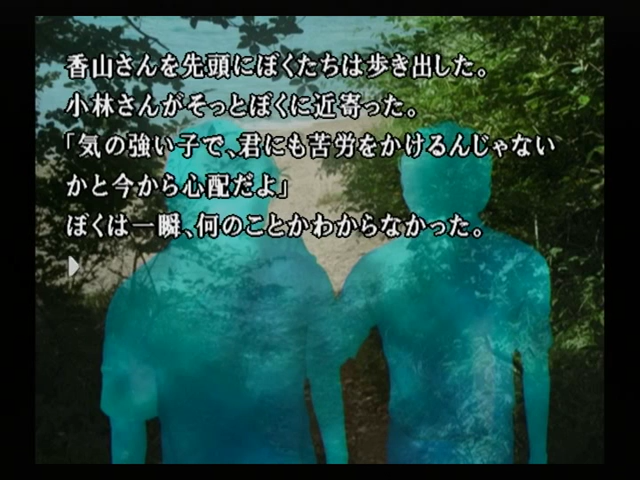 香山さんを先頭にぼくたちは歩き出した。
小林さんがそっとぼくに近寄った。
「気の強い子で、君にも苦労をかけるんじゃない
かと今から心配だよ」
ぼくは一瞬、何のことかわからなかった。